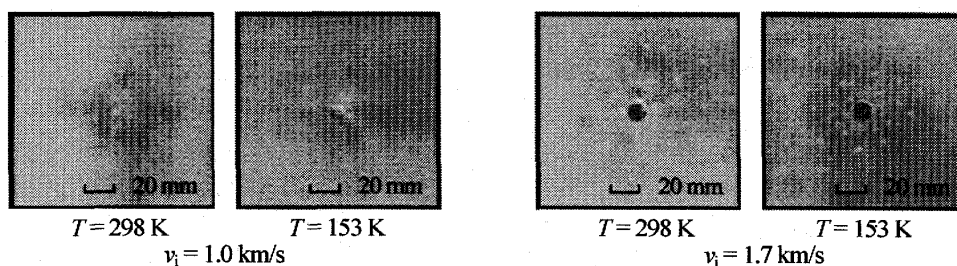 20 mm 20 mm 20 mm 20 mm
T = 298 K T = 153 K T = 298 K T = 153 K
vi = 1.0 km/s vi = 1.7 km/s